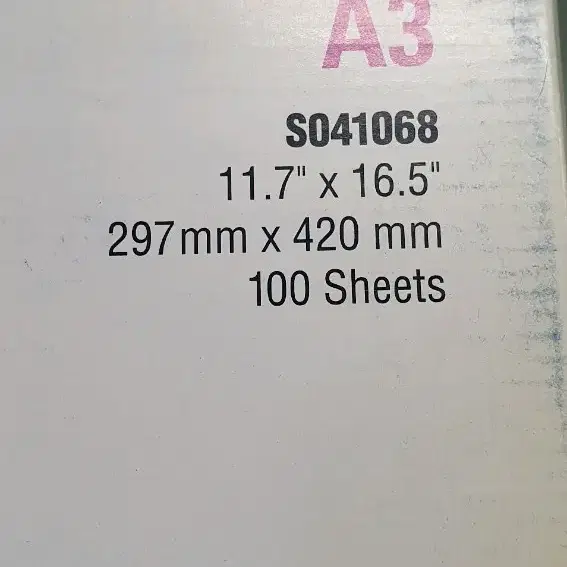 A3
S041068
11.7" x 16.5"
297mm x 420 mm
100 Sheets